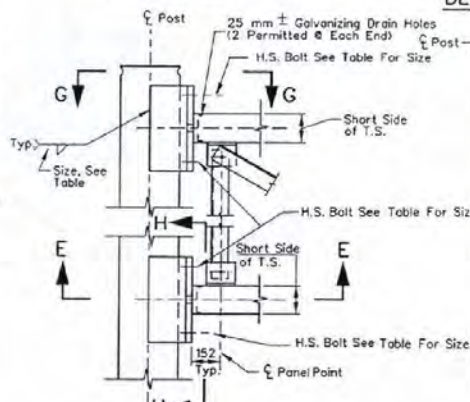 DE
℄ Post
25 mm ± Galvanizing Drain Holes
(2 Permitted @ Each End)
℄ Post
H.S. Bolt See Table For Size
G
G
Short Side
of T.S.
Typ.
Size, See
Table
H
H.S. Bolt See Table For Siz
Short Side
of T.S.
E
E
H.S. Bolt See Table For Size
152
Typ.
℄ Panel Point
H